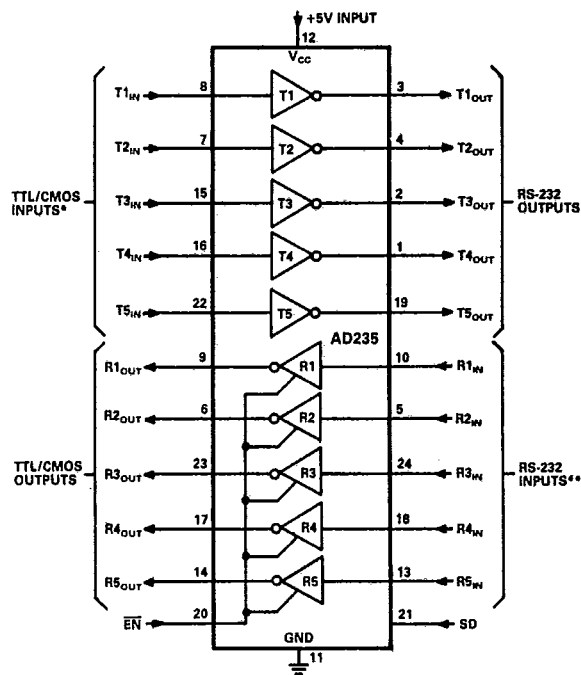 +5V INPUT
12
VCC
T1IN 8 T1 3 T1OUT
T2IN 7 T2 4 T2OUT
TTL/CMOS
INPUTS*
T3IN 15 T3 2 T3OUT
RS-232
OUTPUTS
T4IN 16 T4 1 T4OUT
T5IN 22 T5 19 T5OUT
AD235
R1OUT 9 R1 10 R1IN
R2OUT 6 R2 5 R2IN
TTL/CMOS
OUTPUTS
R3OUT 23 R3 24 R3IN
RS-232
INPUTS**
R4OUT 17 R4 18 R4IN
R5OUT 14 R5 13 R5IN
EN 20 21 SD
GND
11